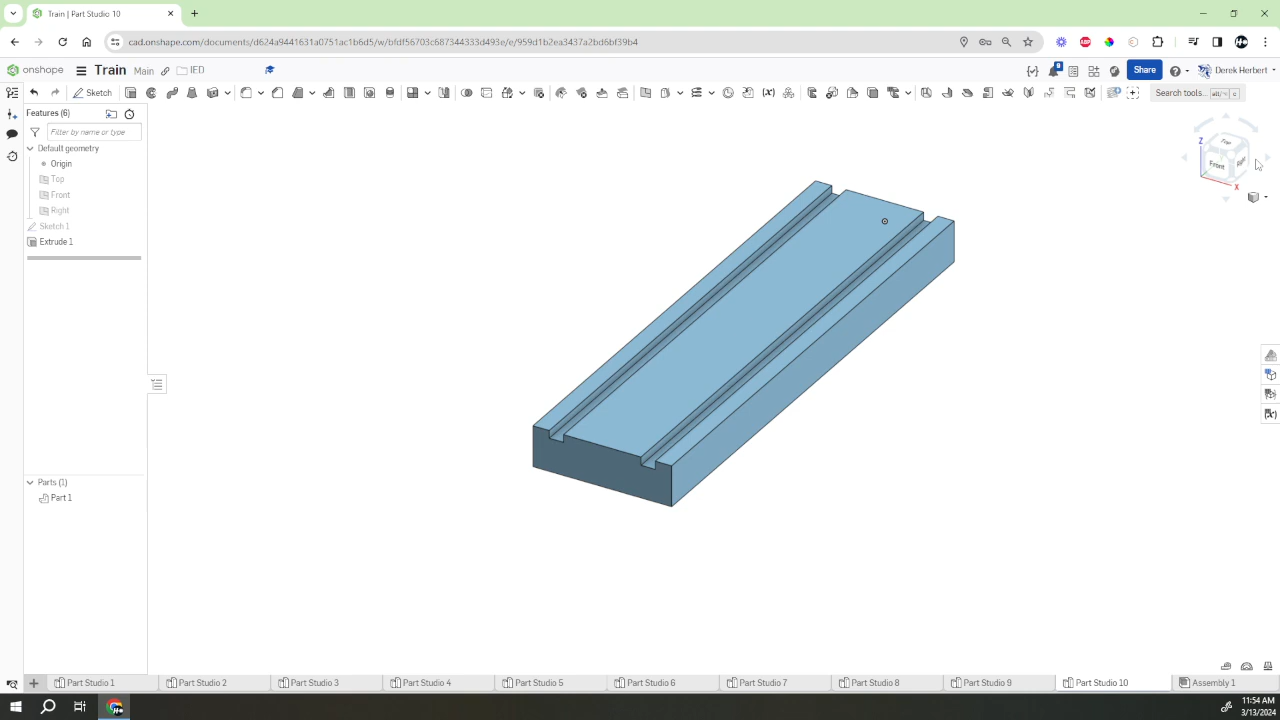 Train | Part Studio 10
cad.onshape.com/documents/d624a9441631a0751ac1b6d5/w/bfdf56703c687344333d493e/e/959d1b2ea3437a2bd6bf39b4
onshape
Train
Main
IED
Share
Derek Herbert
Sketch
Search tools...
alt/⌥
c
Features (6)
Filter by name or type
Default geometry
Origin
Top
Front
Right
Sketch 1
Extrude 1
Z
Top
Front
Right
X
Parts (1)
Part 1
Part Studio 1
Part Studio 2
Part Studio 3
Part Studio 4
Part Studio 5
Part Studio 6
Part Studio 7
Part Studio 8
Part Studio 9
Part Studio 10
Assembly 1
11:54 AM
3/13/2024